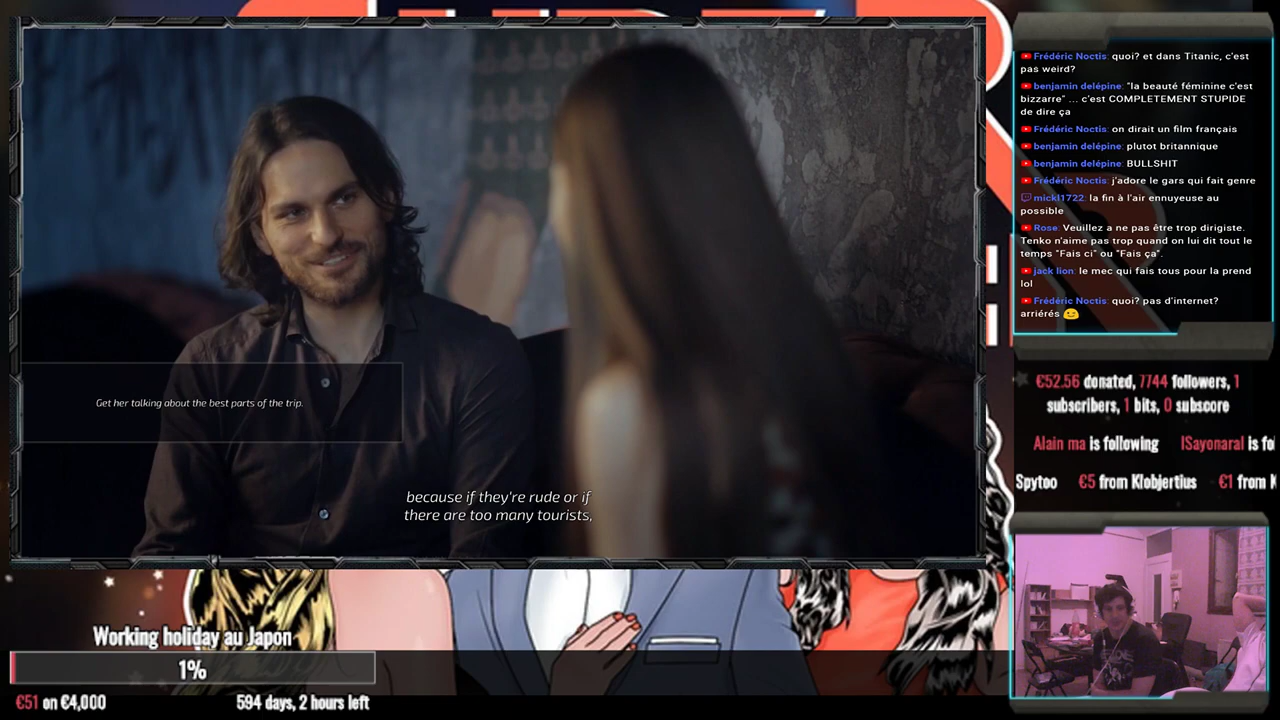 Get her talking about the best parts of the trip.
because if they're rude or if
there are too many tourists,
Frédéric Noctis: quoi? et dans Titanic, c'est
pas weird?
benjamin delépine: "la beauté féminine c'est
bizzarre" ... c'est COMPLETEMENT STUPIDE
de dire ça
Frédéric Noctis: on dirait un film français
benjamin delépine: plutot britannique
benjamin delépine: BULLSHIT
Frédéric Noctis: j'adore le gars qui fait genre
mickl1722: la fin à l'air ennuyeuse au
possible
Rose: Veuillez a ne pas être trop dirigiste.
Tenko n'aime pas trop quand on lui dit tout le
temps "Fais ci" ou "Fais ça".
jack lion: le mec qui fais tous pour la prend
lol
Frédéric Noctis: quoi? pas d'internet?
arriérés 😉
€52.56 donated, 7744 followers, 1
subscribers, 1 bits, 0 subscore
Alain ma is following ISayonaral is fo
Spytoo €5 from Klobjertius €1 from K
Working holiday au Japon
1%
€51 on €4,000 594 days, 2 hours left